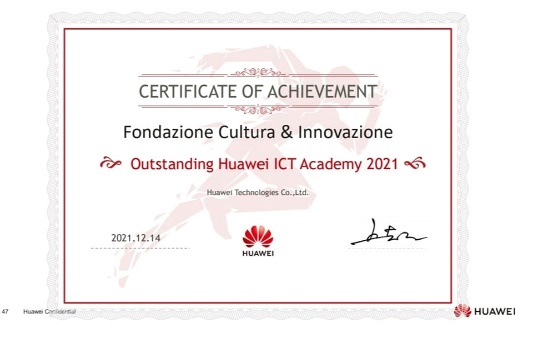 CERTIFICATE OF ACHIEVEMENT
Fondazione Cultura & Innovazione
Outstanding Huawei ICT Academy 2021
Huawei Technologies Co.,Ltd.
2021.12.14
HUAWEI
47 Huawei Confidential
HUAWEI